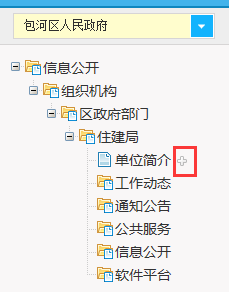 包河区人民政府
信息公开
组织机构
区政府部门
住建局
单位简介
工作动态
通知公告
公共服务
信息公开
软件平台